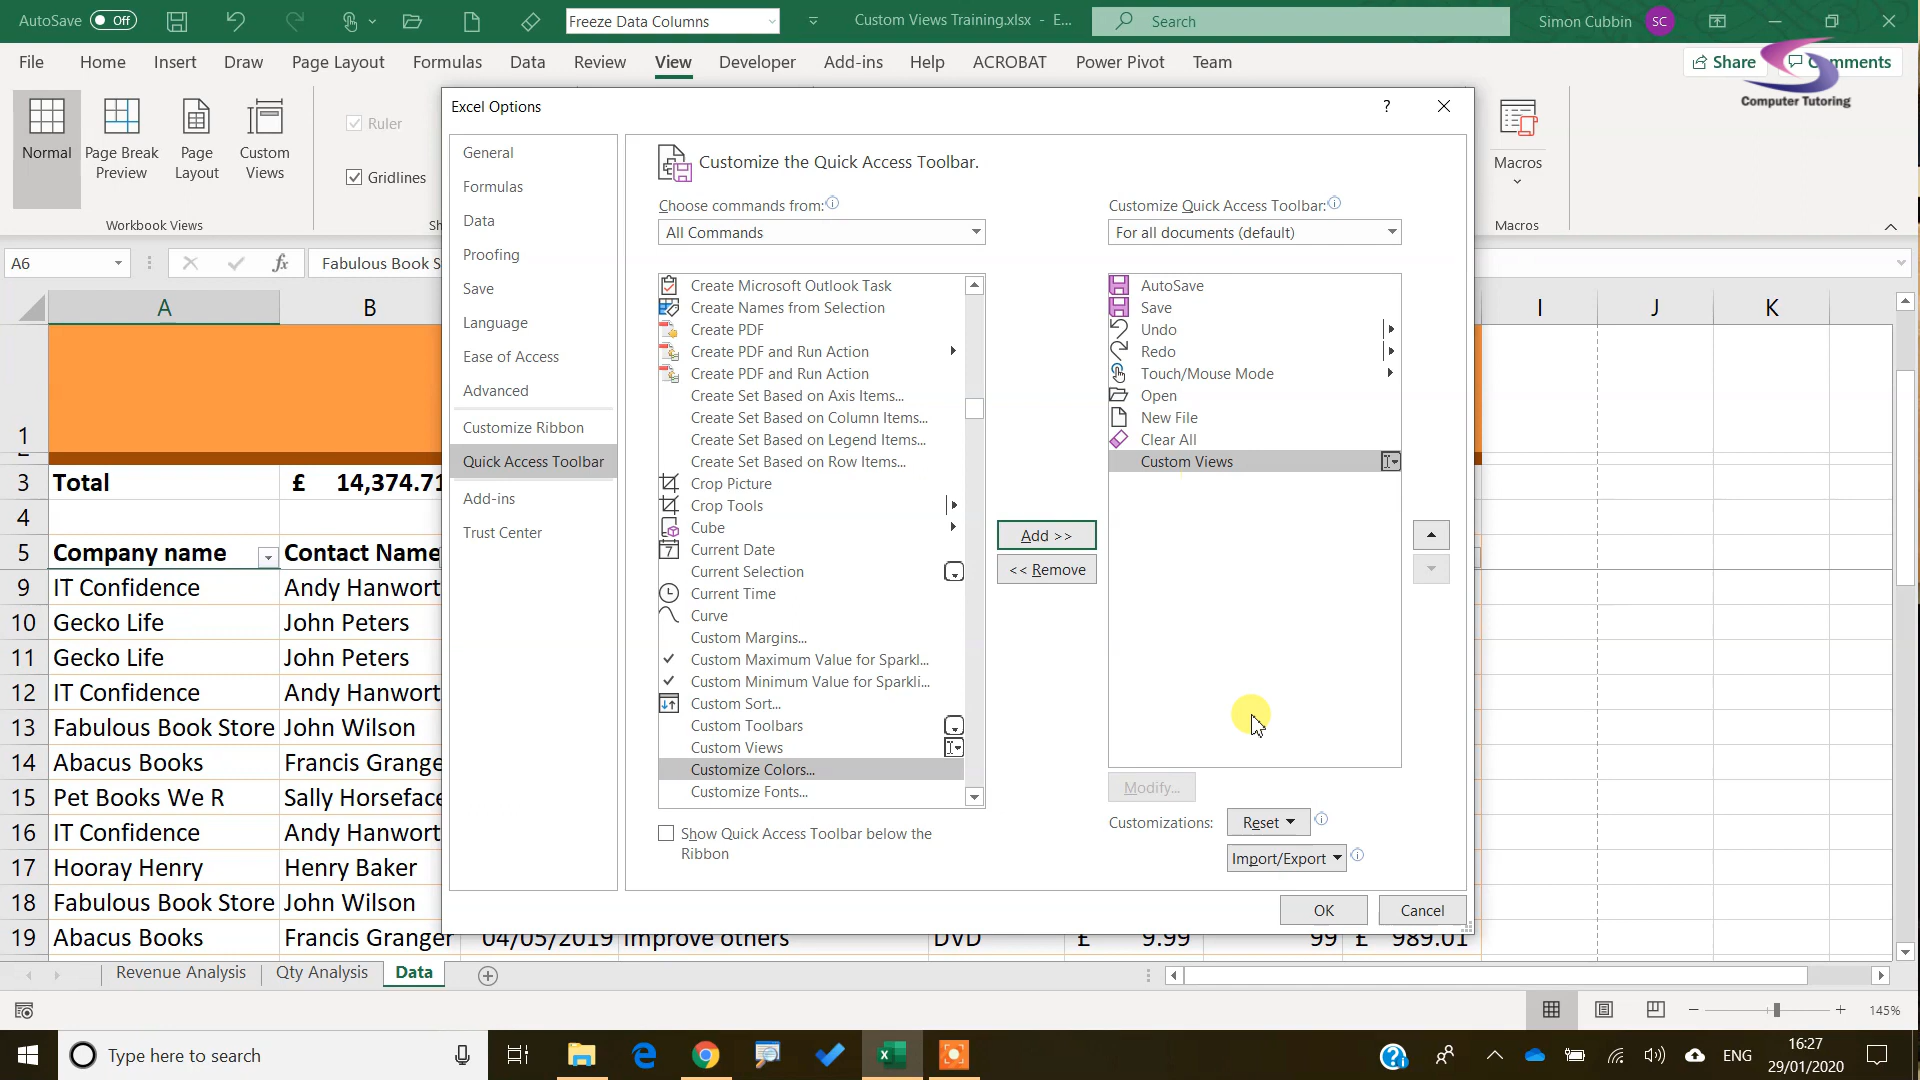 AutoSave Off Freeze Data Columns Custom Views Training.xlsx - E... Search Simon Cubbin SC
File Home Insert Draw Page Layout Formulas Data Review View Developer Add-ins Help ACROBAT Power Pivot Team Share Comments
Computer Tutoring
Normal
Page Break Preview
Page Layout
Custom Views
Workbook Views
Ruler
Gridlines
Sh
Macros
Macros
A6
fx
Fabulous Book S
Excel Options
?
General
Formulas
Data
Proofing
Save
Language
Ease of Access
Advanced
Customize Ribbon
Quick Access Toolbar
Add-ins
Trust Center
Customize the Quick Access Toolbar.
Choose commands from:
All Commands
Create Microsoft Outlook Task
Create Names from Selection
Create PDF
Create PDF and Run Action
Create PDF and Run Action
Create Set Based on Axis Items...
Create Set Based on Column Items...
Create Set Based on Legend Items...
Create Set Based on Row Items...
Crop Picture
Crop Tools
Cube
Current Date
Current Selection
Current Time
Curve
Custom Margins...
Custom Maximum Value for Sparkl...
Custom Minimum Value for Sparkli...
Custom Sort...
Custom Toolbars
Custom Views
Customize Colors...
Customize Fonts...
Show Quick Access Toolbar below the
Ribbon
Add >>
<< Remove
Customize Quick Access Toolbar:
For all documents (default)
AutoSave
Save
Undo
Redo
Touch/Mouse Mode
Open
New File
Clear All
Custom Views
Modify...
Customizations: Reset
Import/Export
OK Cancel
A B I J K
1
3 Total £ 14,374.71
4
5 Company name Contact Name
9 IT Confidence Andy Hanwort
10 Gecko Life John Peters
11 Gecko Life John Peters
12 IT Confidence Andy Hanwort
13 Fabulous Book Store John Wilson
14 Abacus Books Francis Grange
15 Pet Books We R Sally Horseface
16 IT Confidence Andy Hanwort
17 Hooray Henry Henry Baker
18 Fabulous Book Store John Wilson
19 Abacus Books Francis Granger 04/05/2019 Improve others DVD £ 9.99 99 £ 989.01
Revenue Analysis Qty Analysis Data
145%
Type here to search
ENG
16:27
29/01/2020